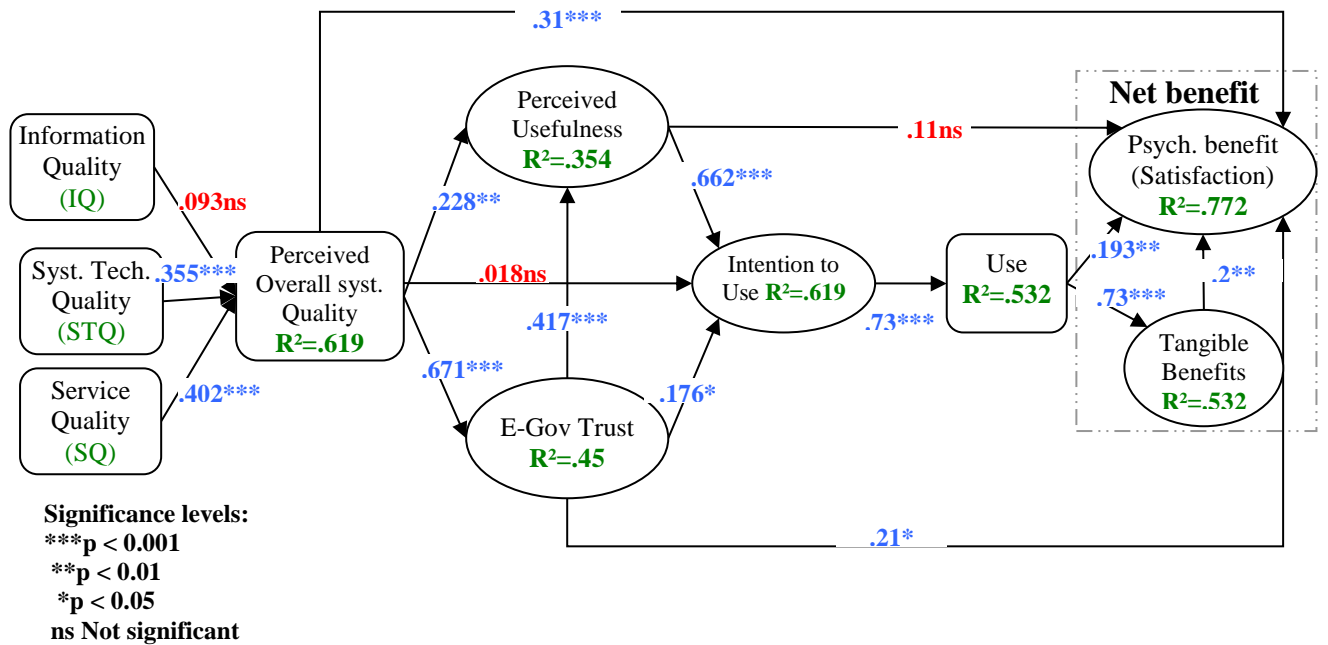 .31***
Net benefit
Perceived
Usefulness
R²=.354
.11ns
Psych. benefit
(Satisfaction)
R²=.772
Information
Quality
(IQ)
.093ns
.228**
.662***
Syst. Tech.
Quality
(STQ)
.355***
Perceived
Overall syst.
Quality
R²=.619
.018ns
Intention to
Use R²=.619
.73***
Use
R²=.532
.193**
.2**
.73***
.417***
Tangible
Benefits
R²=.532
Service
Quality
(SQ)
.402***
.671***
.176*
E-Gov Trust
R²=.45
.21*
Significance levels:
***p < 0.001
**p < 0.01
*p < 0.05
ns Not significant